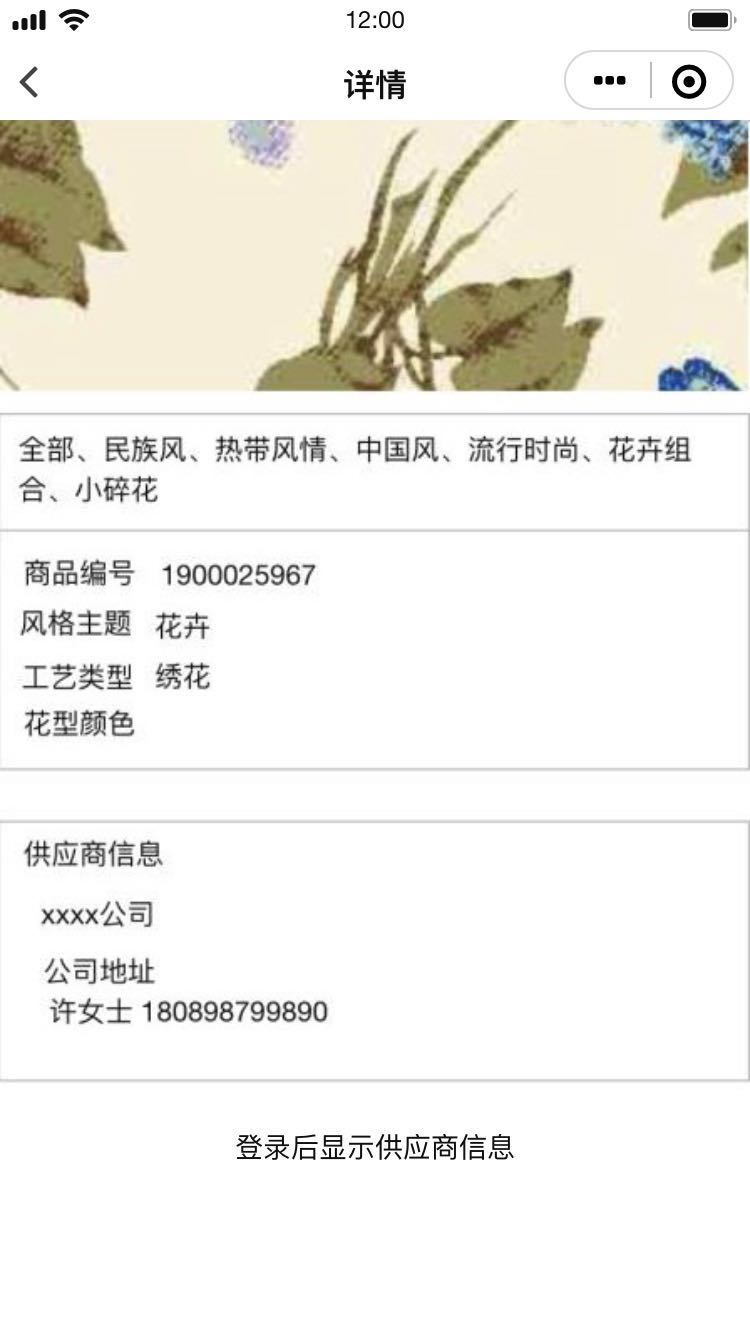 12:00
详情
全部、民族风、热带风情、中国风、流行时尚、花卉组
合、小碎花
商品编号 1900025967
风格主题 花卉
工艺类型 绣花
花型颜色
供应商信息
xxxx公司
公司地址
许女士 180898799890
登录后显示供应商信息